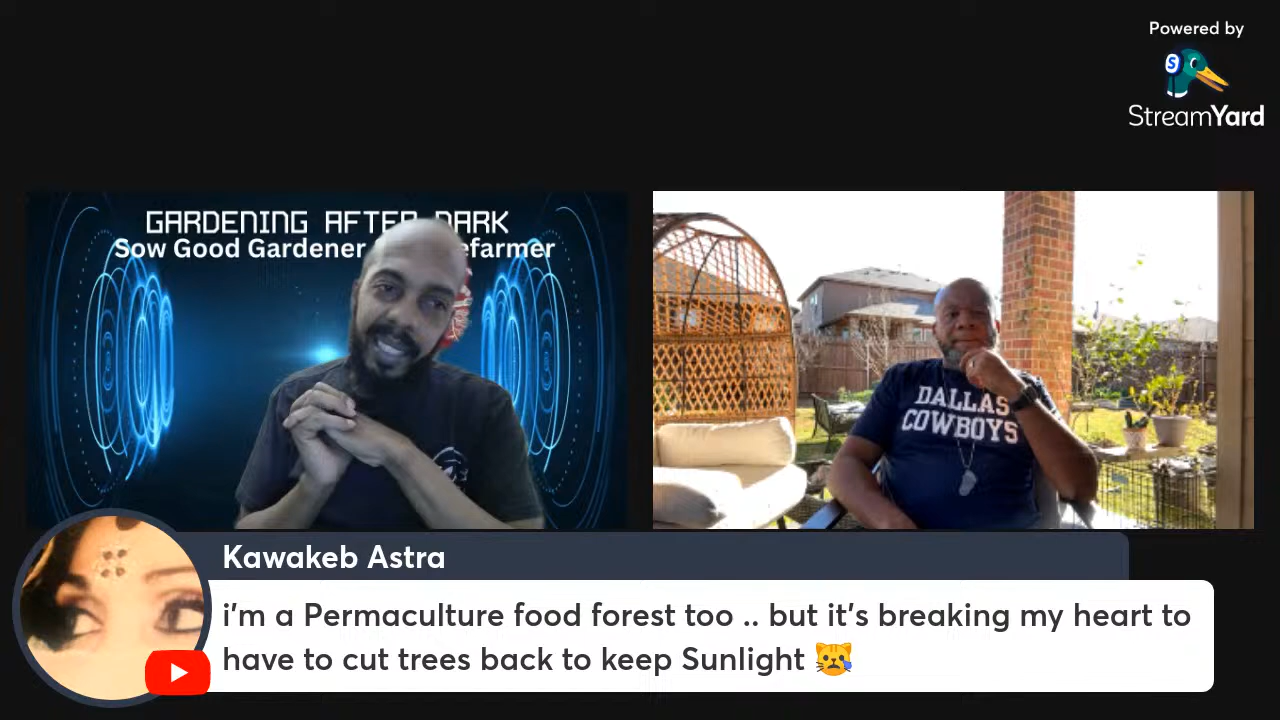 Powered by
S
StreamYard
GARDENING AFTER DARK
Sow Good Gardener
DALLAS
COWBOYS
Kawakeb Astra
i'm a Permaculture food forest too .. but it's breaking my heart to
have to cut trees back to keep Sunlight 😿